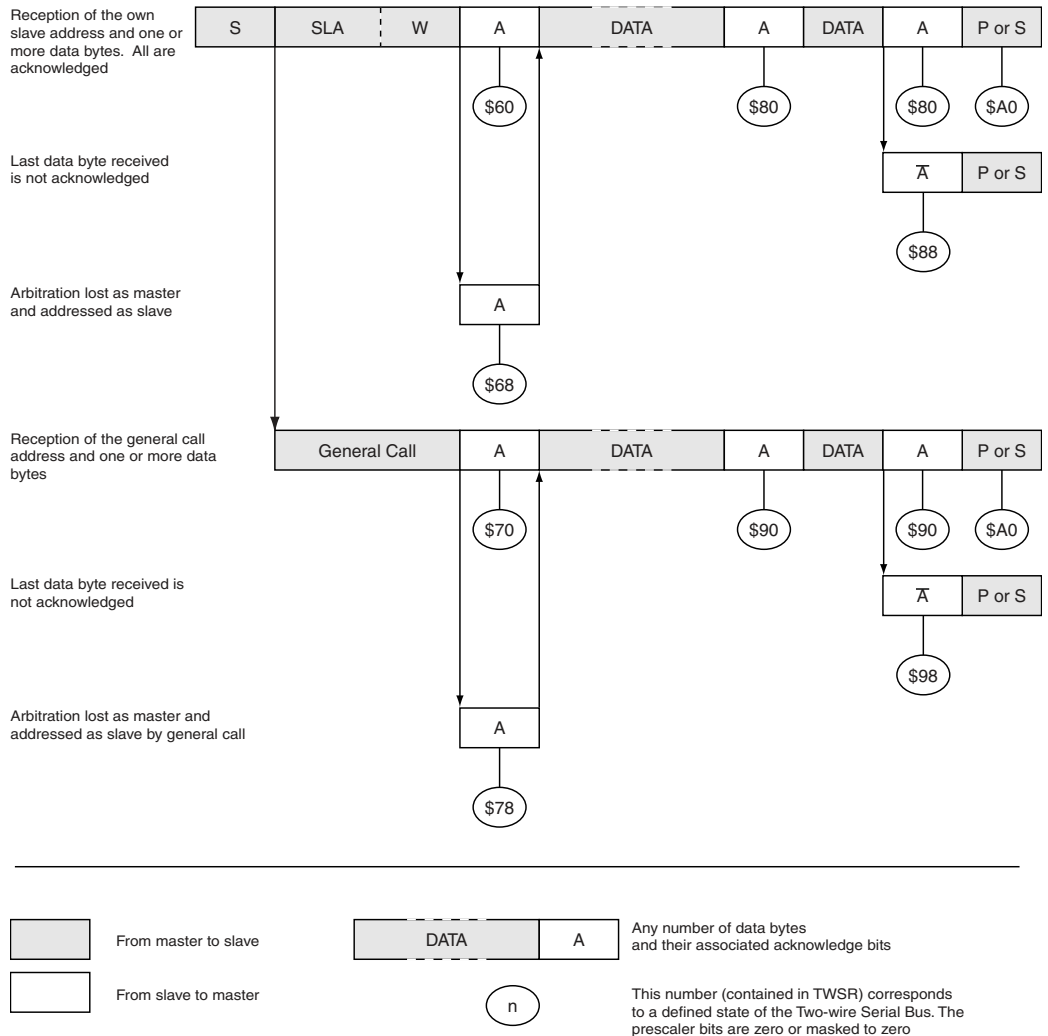 Reception of the own
slave address and one or
more data bytes.  All are
acknowledged
S SLA W A DATA A DATA A P or S
$60 $80 $80 $A0
Last data byte received
is not acknowledged
A̅ P or S
$88
Arbitration lost as master
and addressed as slave
A
$68
Reception of the general call
address and one or more data
bytes
General Call A DATA A DATA A P or S
$70 $90 $90 $A0
Last data byte received is
not acknowledged
A̅ P or S
$98
Arbitration lost as master and
addressed as slave by general call
A
$78
From master to slave
DATA A
Any number of data bytes
and their associated acknowledge bits
From slave to master
n
This number (contained in TWSR) corresponds
to a defined state of the Two-wire Serial Bus. The
prescaler bits are zero or masked to zero